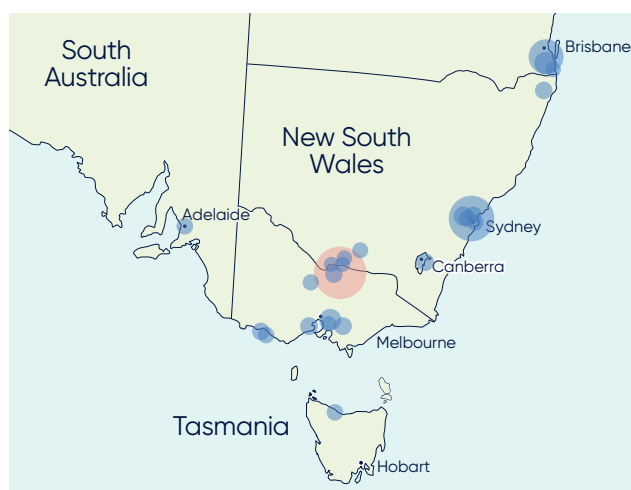 South
Australia
Brisbane
New South
Wales
Adelaide
Sydney
Canberra
Melbourne
Tasmania
Hobart